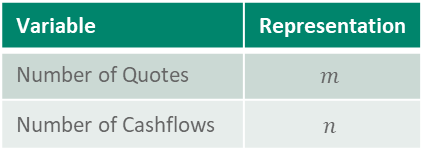 Variable Representation
Number of Quotes m
Number of Cashflows n